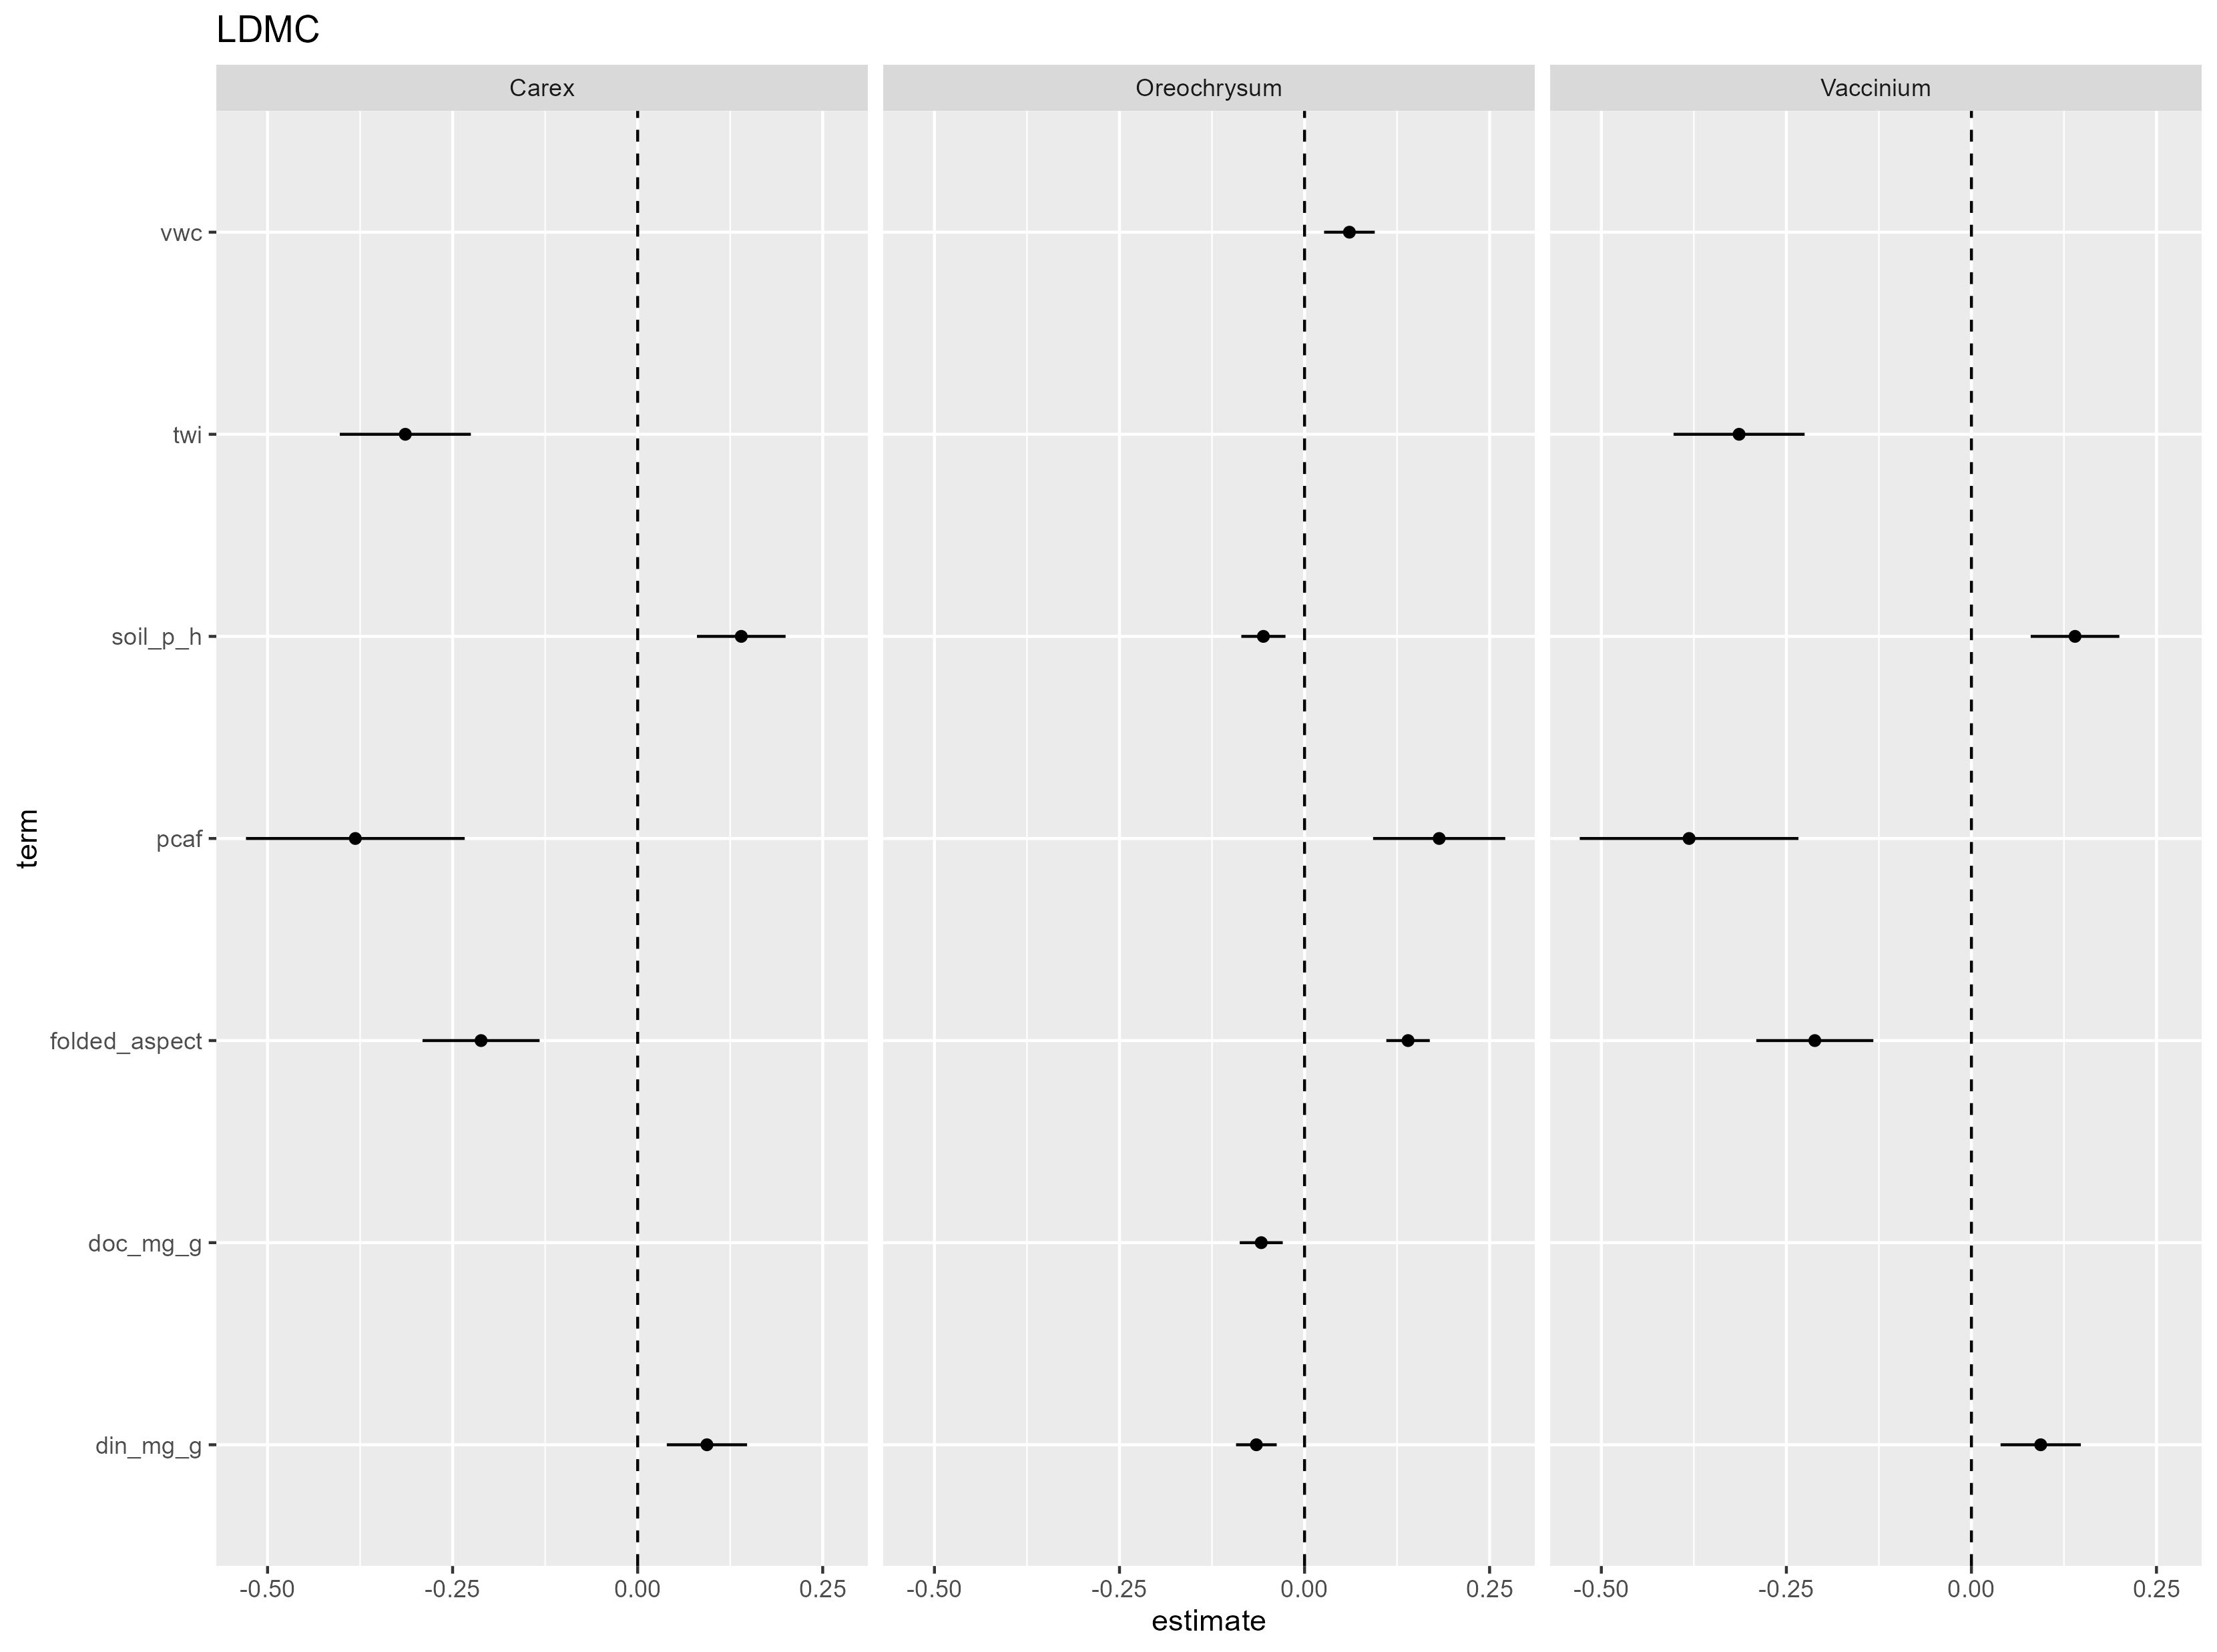 LDMC
Carex Oreochrysum Vaccinium
vwc
twi
soil_p_h
pcaf
folded_aspect
doc_mg_g
din_mg_g
term
-0.50 -0.25 0.00 0.25 -0.50 -0.25 0.00 0.25 -0.50 -0.25 0.00 0.25
estimate